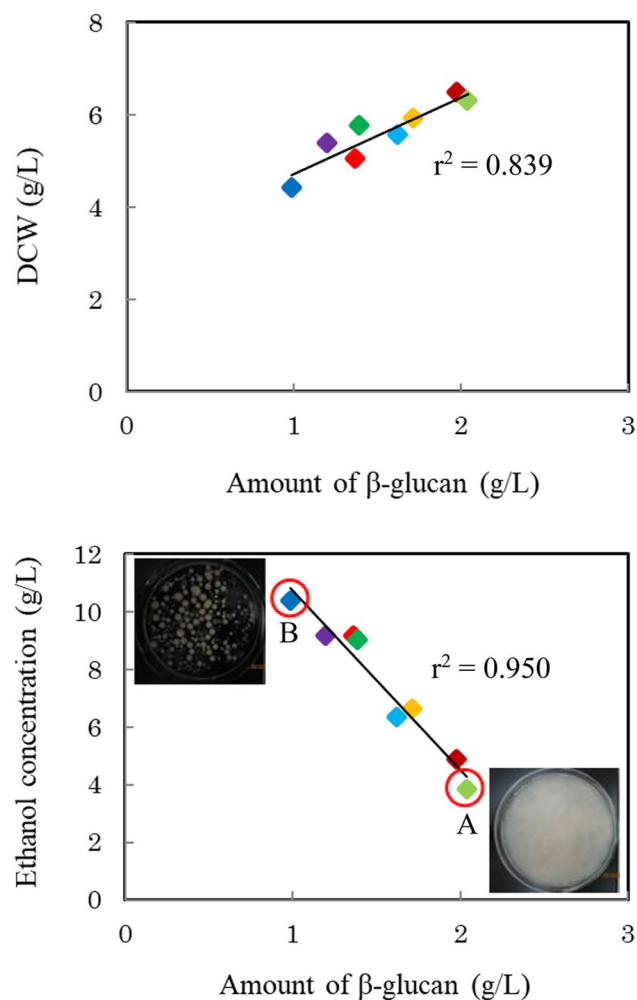 8
6
4
2
0
DCW (g/L)
r² = 0.839
0 1 2 3
Amount of β-glucan (g/L)
12
10
8
6
4
2
0
Ethanol concentration (g/L)
B
r² = 0.950
A
0 1 2 3
Amount of β-glucan (g/L)